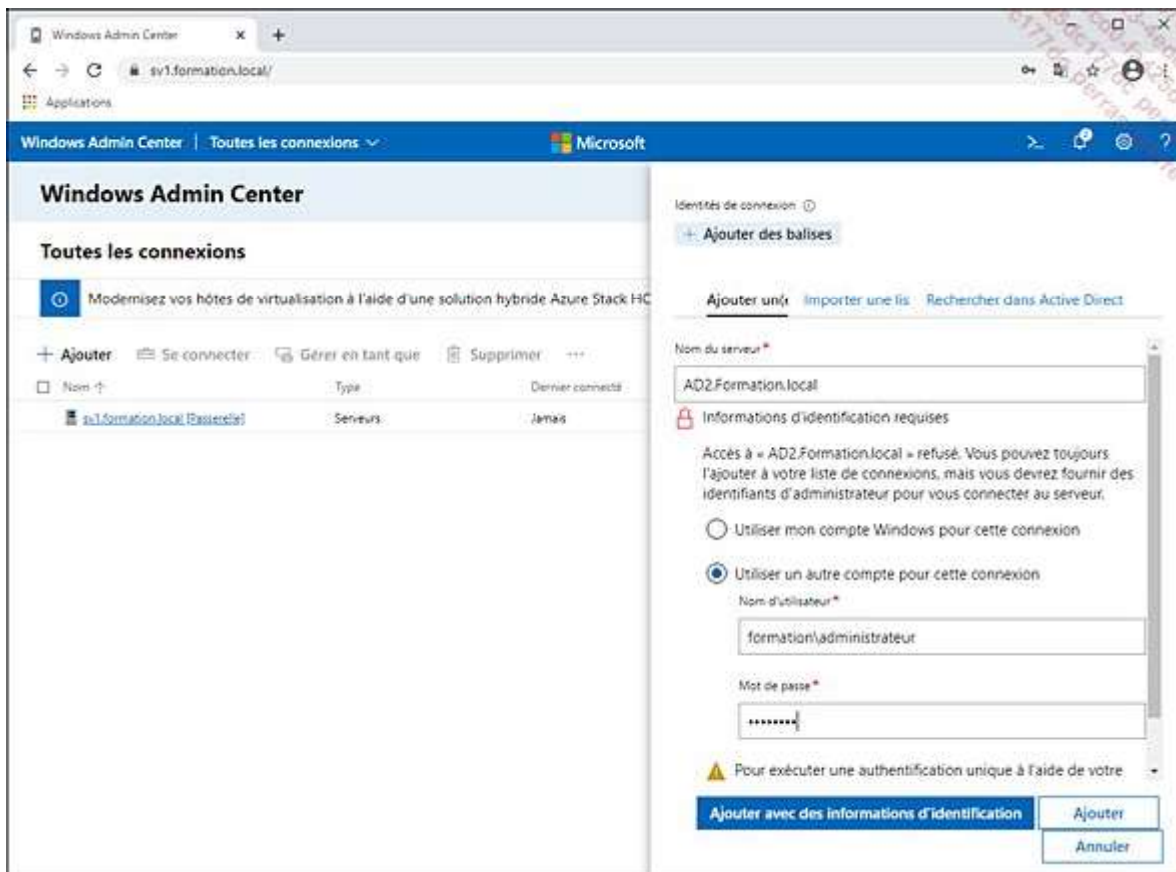 Windows Admin Center
sv1.formation.local/
Applications
Windows Admin Center | Toutes les connexions
Microsoft
Windows Admin Center
Toutes les connexions
Modernisez vos hôtes de virtualisation à l'aide d'une solution hybride Azure Stack HC
+ Ajouter Se connecter Gérer en tant que Supprimer ...
Nom ↑ Type Dernier connecté
sv1.formation.local [Passerelle] Serveurs Jamais
Identités de connexion
+ Ajouter des balises
Ajouter une Importer une lis Rechercher dans Active Direct
Nom du serveur*
AD2.Formation.local
Informations d'identification requises
Accès à « AD2.Formation.local » refusé. Vous pouvez toujours
l'ajouter à votre liste de connexions, mais vous devrez fournir des
identifiants d'administrateur pour vous connecter au serveur.
Utiliser mon compte Windows pour cette connexion
Utiliser un autre compte pour cette connexion
Nom d'utilisateur*
formation\administrateur
Mot de passe*
••••••••
Pour exécuter une authentification unique à l'aide de votre
Ajouter avec des informations d'identification
Ajouter
Annuler